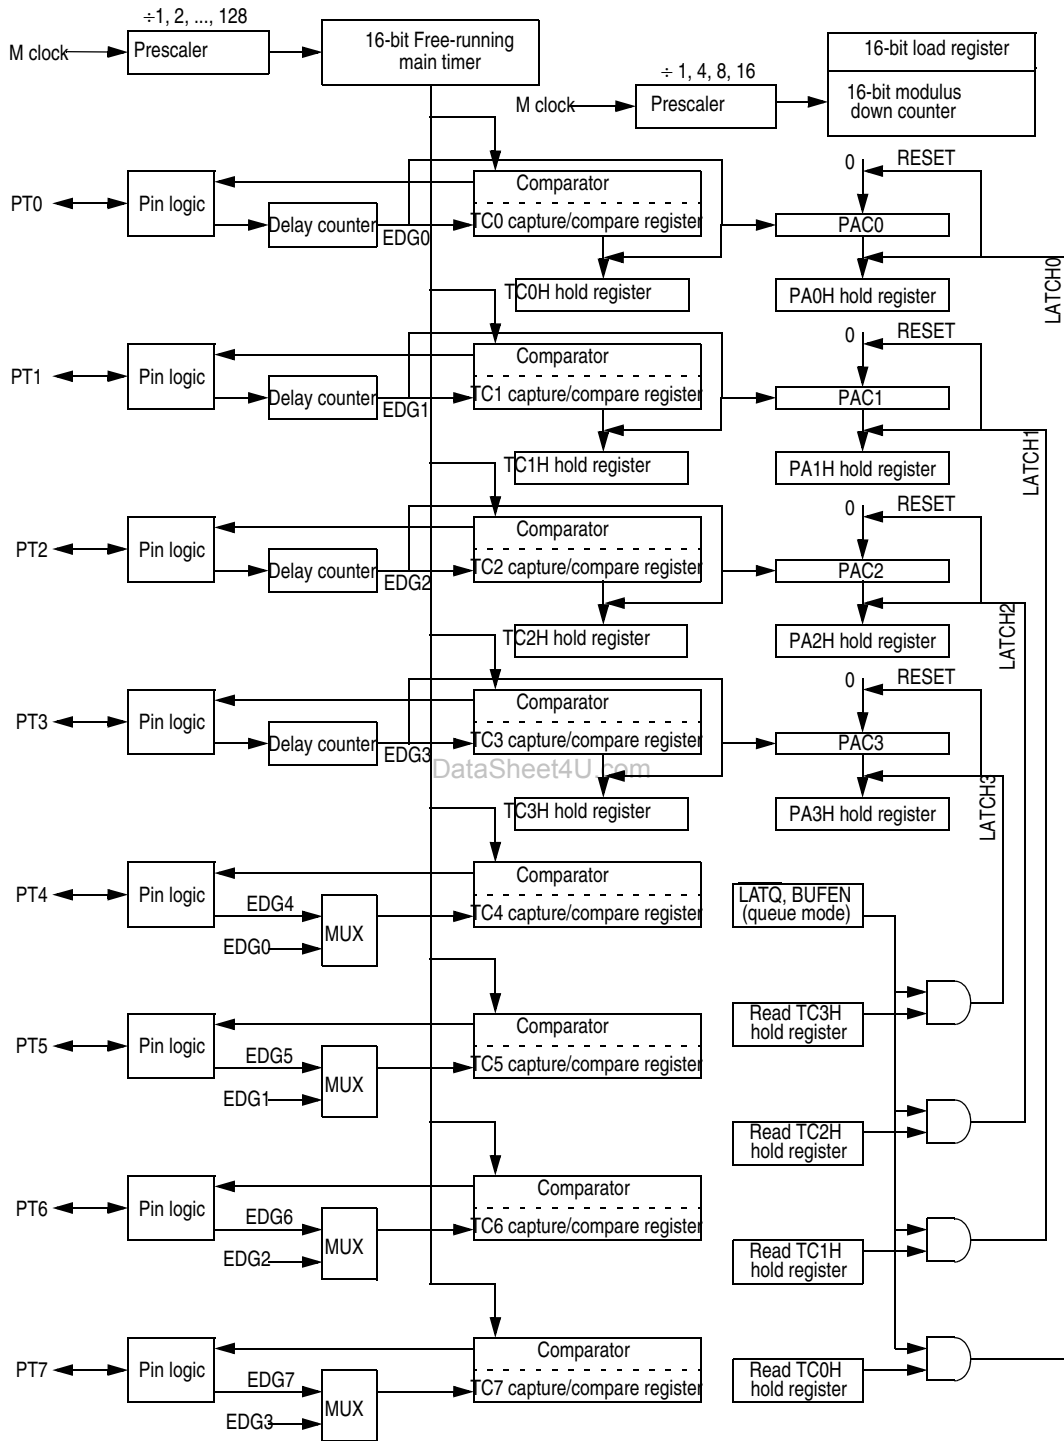 ÷1, 2, ..., 128
M clock
Prescaler
16-bit Free-running
main timer
÷ 1, 4, 8, 16
M clock
Prescaler
16-bit load register
16-bit modulus
down counter
PT0
Pin logic
Delay counter
EDG0
Comparator
TC0 capture/compare register
TC0H hold register
0
RESET
PAC0
PA0H hold register
LATCH0
PT1
Pin logic
Delay counter
EDG1
Comparator
TC1 capture/compare register
TC1H hold register
0
RESET
PAC1
PA1H hold register
LATCH1
PT2
Pin logic
Delay counter
EDG2
Comparator
TC2 capture/compare register
TC2H hold register
0
RESET
PAC2
PA2H hold register
LATCH2
PT3
Pin logic
Delay counter
EDG3
Comparator
TC3 capture/compare register
DataSheet4U.com
TC3H hold register
0
RESET
PAC3
PA3H hold register
LATCH3
PT4
Pin logic
EDG4
EDG0
MUX
Comparator
TC4 capture/compare register
LATQ, BUFEN
(queue mode)
PT5
Pin logic
EDG5
EDG1
MUX
Comparator
TC5 capture/compare register
Read TC3H
hold register
Read TC2H
hold register
PT6
Pin logic
EDG6
EDG2
MUX
Comparator
TC6 capture/compare register
Read TC1H
hold register
PT7
Pin logic
EDG7
EDG3
MUX
Comparator
TC7 capture/compare register
Read TC0H
hold register